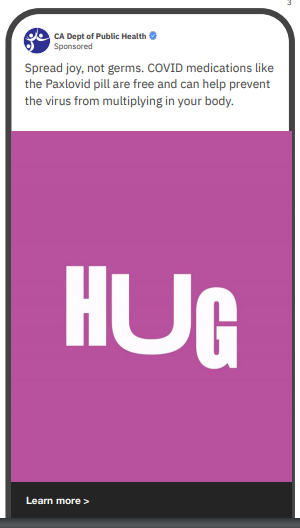 3
CA Dept of Public Health
Sponsored
Spread joy, not germs. COVID medications like
the Paxlovid pill are free and can help prevent
the virus from multiplying in your body.
HUG
Learn more >